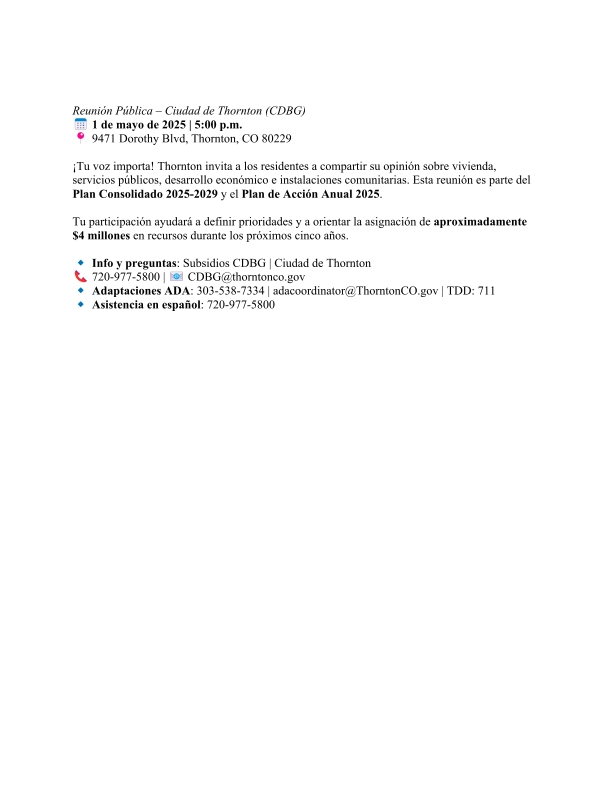 Reunión Pública – Ciudad de Thornton (CDBG)
1 de mayo de 2025 | 5:00 p.m.
9471 Dorothy Blvd, Thornton, CO 80229
¡Tu voz importa! Thornton invita a los residentes a compartir su opinión sobre vivienda,
servicios públicos, desarrollo económico e instalaciones comunitarias. Esta reunión es parte del
Plan Consolidado 2025-2029 y el Plan de Acción Anual 2025.
Tu participación ayudará a definir prioridades y a orientar la asignación de aproximadamente
$4 millones en recursos durante los próximos cinco años.
Info y preguntas: Subsidios CDBG | Ciudad de Thornton
720-977-5800 | CDBG@thorntonco.gov
Adaptaciones ADA: 303-538-7334 | adacoordinator@ThorntonCO.gov | TDD: 711
Asistencia en español: 720-977-5800